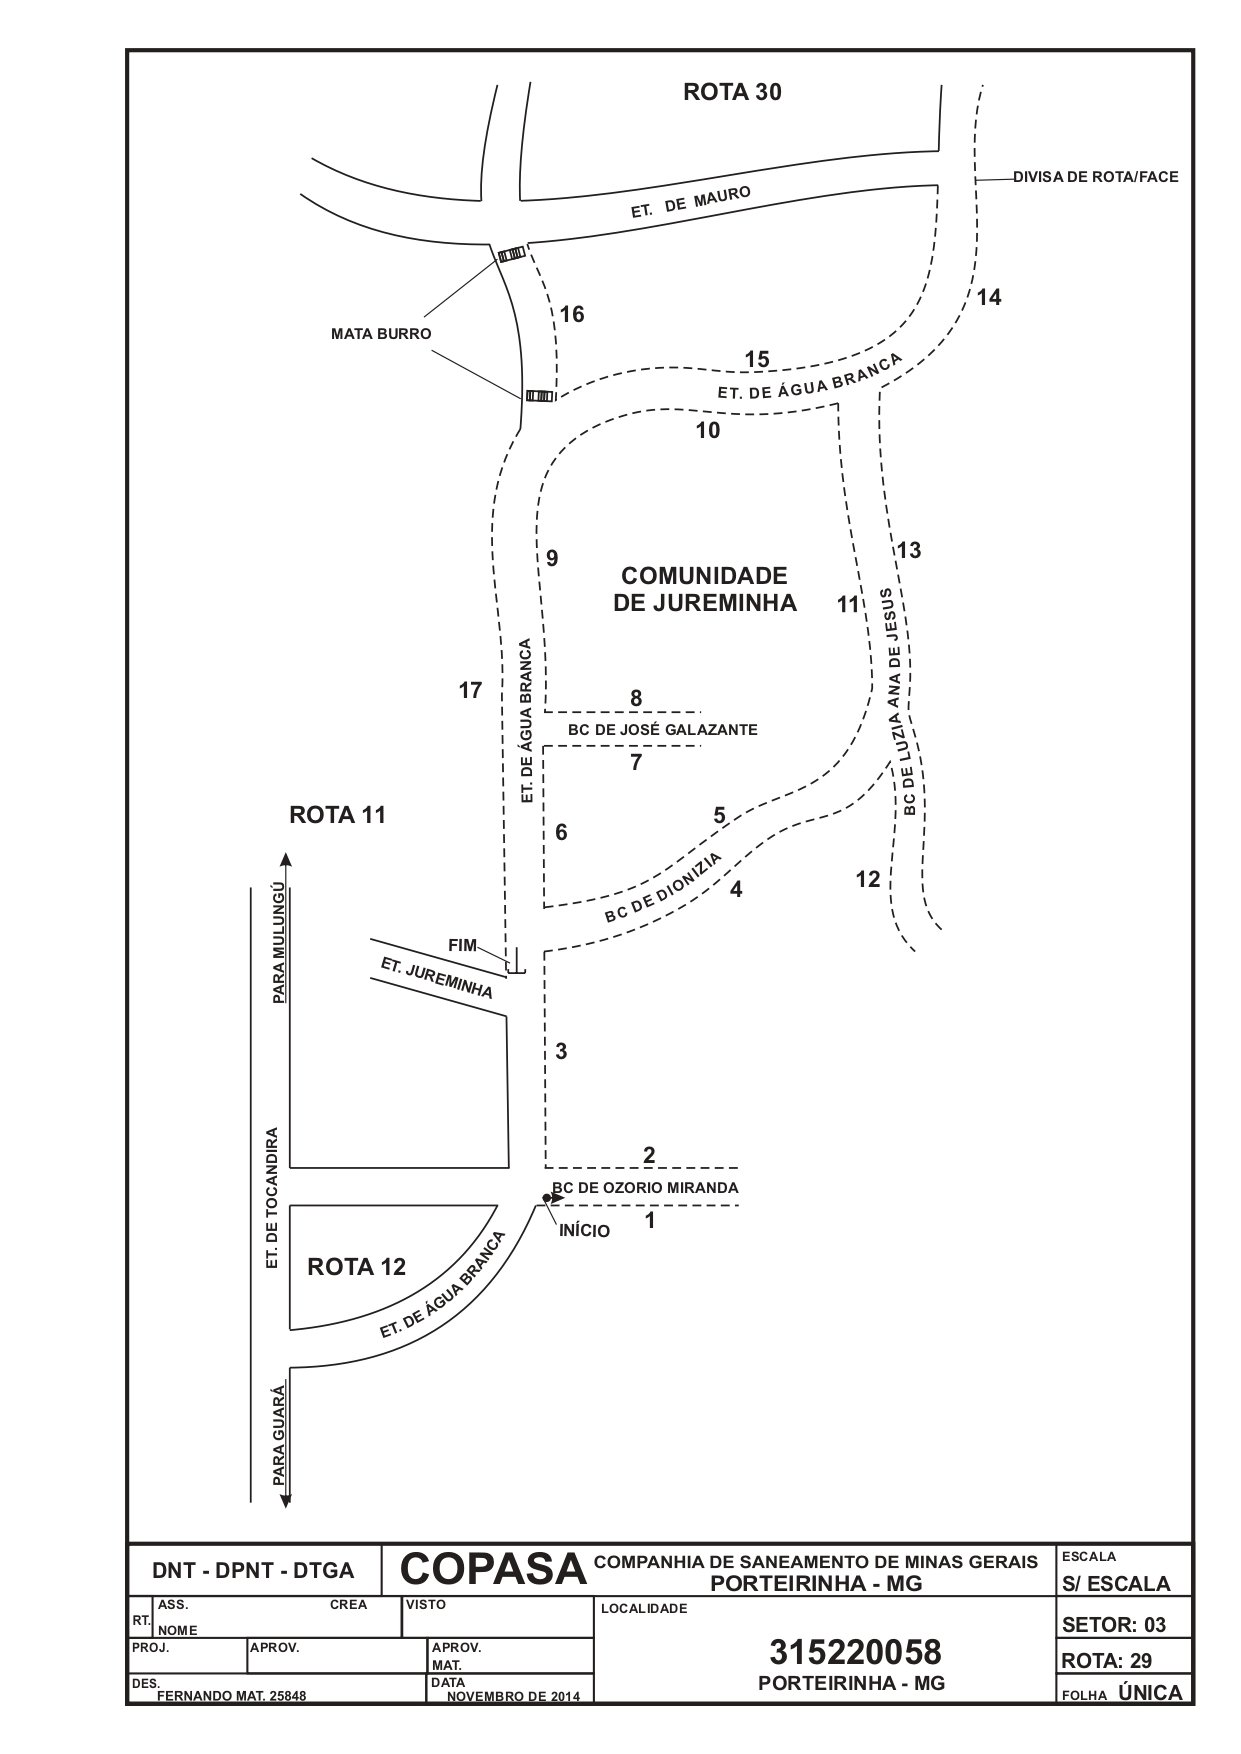 ROTA 30
DIVISA DE ROTA/FACE
ET. DE MAURO
14
16
MATA BURRO
15
ET. DE ÁGUA BRANCA
10
13
9
COMUNIDADE
DE JUREMINHA
11
17
ET. DE ÁGUA BRANCA
8
BC DE JOSÉ GALAZANTE
7
BC DE LUZIA ANA DE JESUS
ROTA 11
6
5
BC DE DIONIZIA
4
12
PARA MULUNGÚ
FIM
ET. JUREMINHA
3
ET. DE TOCANDIRA
2
BC DE OZORIO MIRANDA
1
INÍCIO
ROTA 12
ET. DE ÁGUA BRANCA
PARA GUARÁ
DNT - DPNT - DTGA
COPASA
COMPANHIA DE SANEAMENTO DE MINAS GERAIS
PORTEIRINHA - MG
ESCALA
S/ ESCALA
RT.
ASS.
CREA
NOME
VISTO
LOCALIDADE
315220058
PORTEIRINHA - MG
SETOR: 03
PROJ.
APROV.
APROV.
MAT.
ROTA: 29
DES.
FERNANDO MAT. 25848
DATA
NOVEMBRO DE 2014
FOLHA ÚNICA